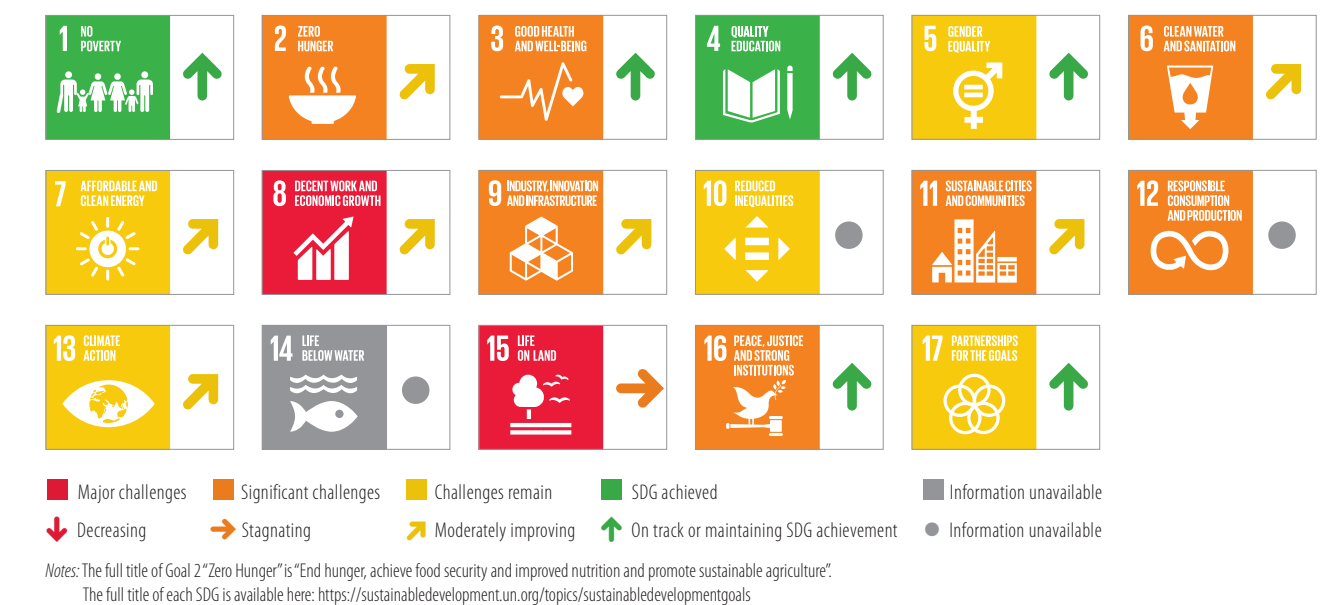 1 NO
POVERTY
2 ZERO
HUNGER
3 GOOD HEALTH
AND WELL-BEING
4 QUALITY
EDUCATION
5 GENDER
EQUALITY
6 CLEAN WATER
AND SANITATION
7 AFFORDABLE AND
CLEAN ENERGY
8 DECENT WORK AND
ECONOMIC GROWTH
9 INDUSTRY, INNOVATION
AND INFRASTRUCTURE
10 REDUCED
INEQUALITIES
11 SUSTAINABLE CITIES
AND COMMUNITIES
12 RESPONSIBLE
CONSUMPTION
AND PRODUCTION
13 CLIMATE
ACTION
14 LIFE
BELOW WATER
15 LIFE
ON LAND
16 PEACE, JUSTICE
AND STRONG
INSTITUTIONS
17 PARTNERSHIPS
FOR THE GOALS
Major challenges Significant challenges Challenges remain SDG achieved Information unavailable
Decreasing Stagnating Moderately improving On track or maintaining SDG achievement Information unavailable
Notes: The full title of Goal 2 “Zero Hunger” is “End hunger, achieve food security and improved nutrition and promote sustainable agriculture”.
The full title of each SDG is available here: https://sustainabledevelopment.un.org/topics/sustainabledevelopmentgoals